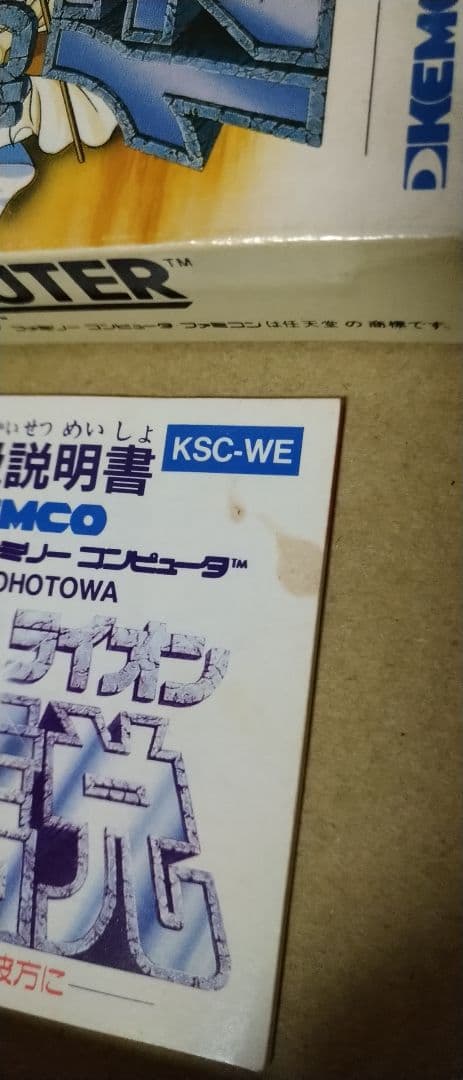 KEMC
UTER™
ファミリー コンピュータ ファミコンは任天堂の商標です.
いせつ めい しょ
説明書
KSC-WE
MCO
ミリー コンピュータ™
OHOTOWA
ライオン
説
彼方に